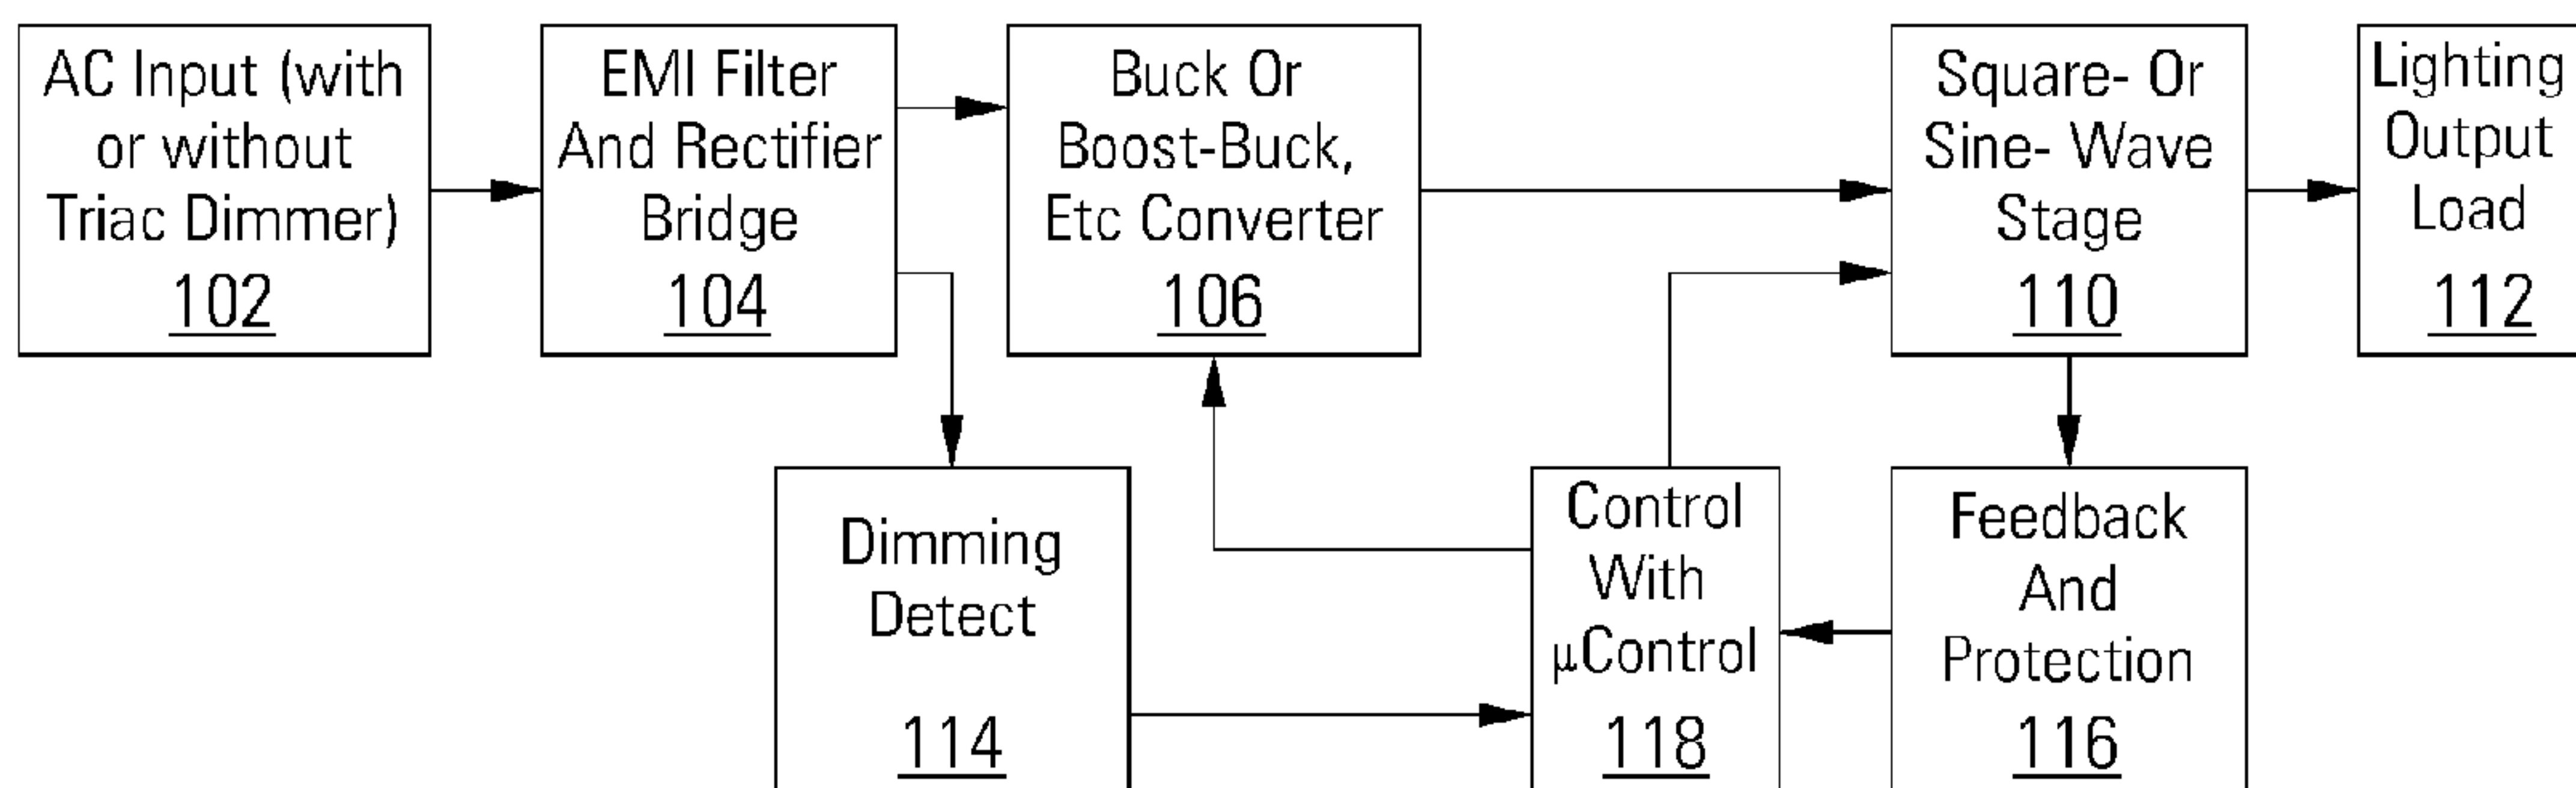 AC Input (with
or without
Triac Dimmer)
102
EMI Filter
And Rectifier
Bridge
104
Buck Or
Boost-Buck,
Etc Converter
106
Square- Or
Sine- Wave
Stage
110
Lighting
Output
Load
112
Dimming
Detect
114
Control
With
µControl
118
Feedback
And
Protection
116